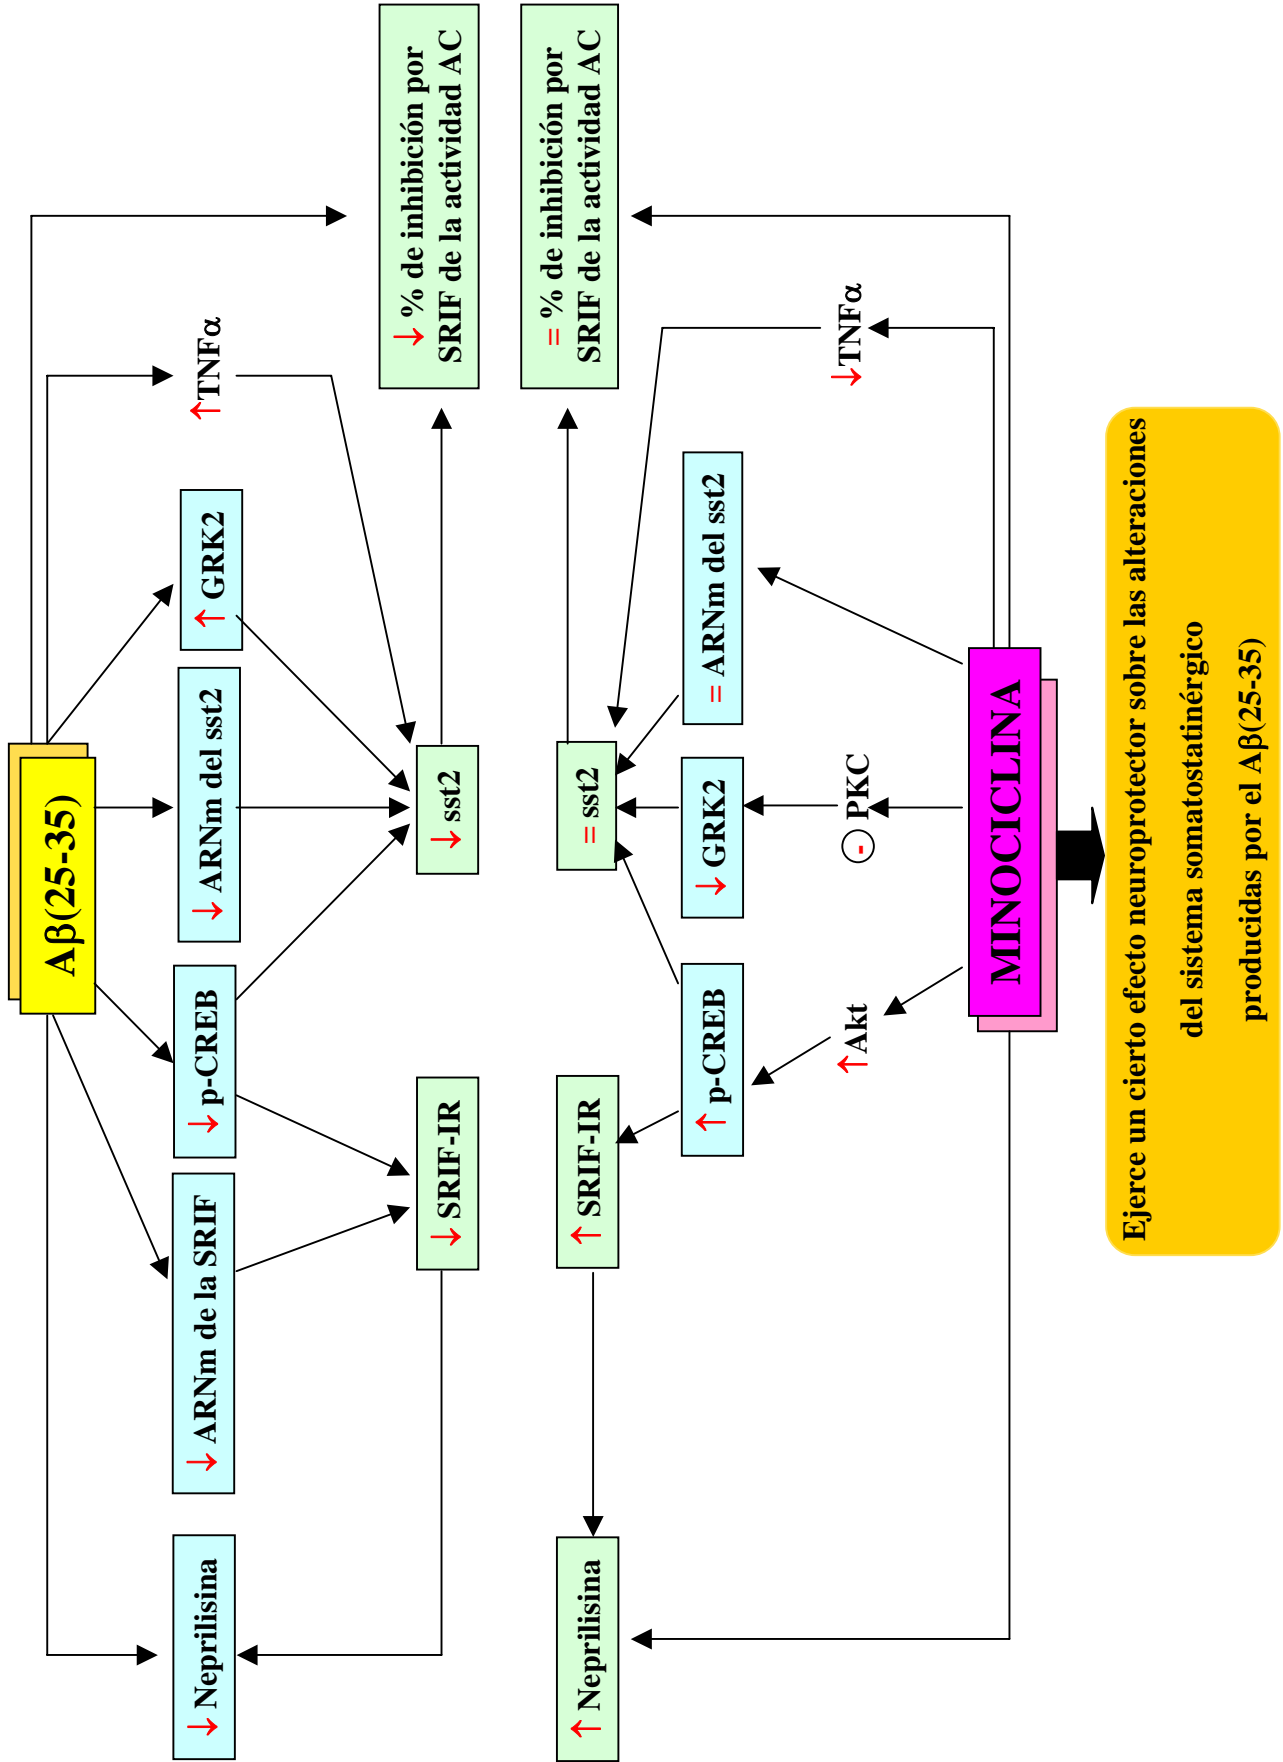 Aβ(25-35)
↓ Neprilisina
↓ ARNm de la SRIF
↓ p-CREB
↓ ARNm del sst2
↑ GRK2
↑TNFα
↓ SRIF-IR
↓ sst2
↓ % de inhibición por
SRIF de la actividad AC
↑ Neprilisina
↑ SRIF-IR
= sst2
= % de inhibición por
SRIF de la actividad AC
↑ p-CREB
↓ GRK2
= ARNm del sst2
↑Akt
- PKC
↓TNFα
MINOCICLINA
Ejerce un cierto efecto neuroprotector sobre las alteraciones
del sistema somatostatinérgico
producidas por el Aβ(25-35)